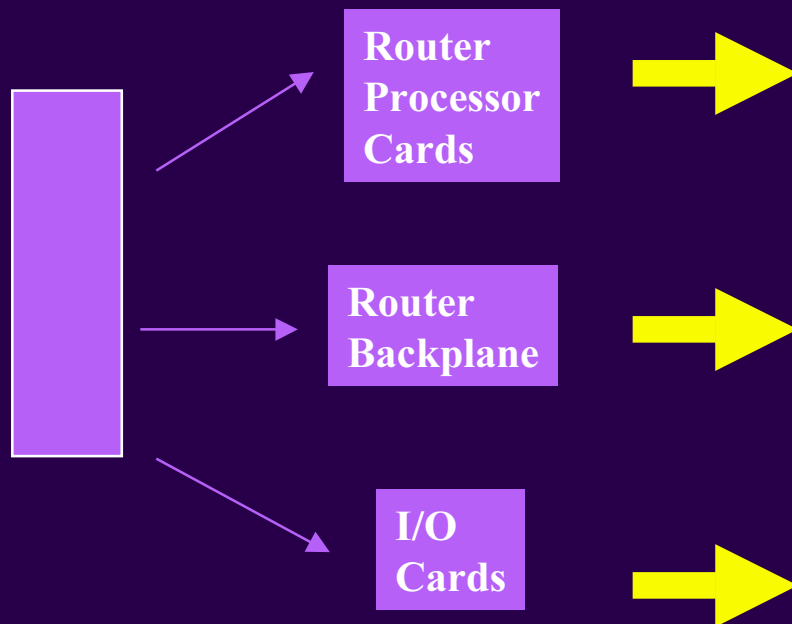 Router
Processor
Cards
Router
Backplane
I/O
Cards